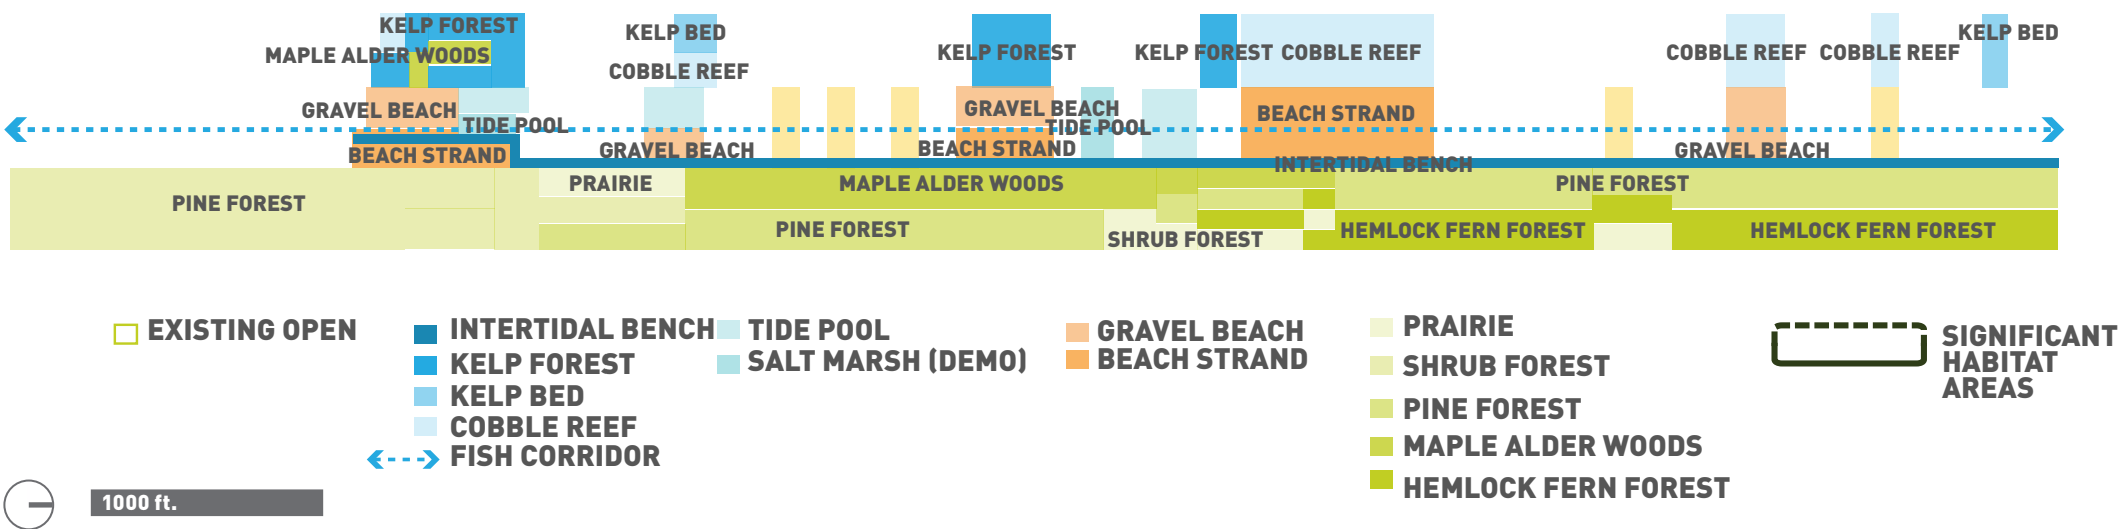 KELP FOREST
MAPLE ALDER WOODS
KELP BED
COBBLE REEF
KELP FOREST
KELP FOREST
COBBLE REEF
COBBLE REEF
COBBLE REEF
KELP BED
GRAVEL BEACH
TIDE POOL
BEACH STRAND
GRAVEL BEACH
GRAVEL BEACH
TIDE POOL
BEACH STRAND
BEACH STRAND
INTERTIDAL BENCH
GRAVEL BEACH
PINE FOREST
PRAIRIE
MAPLE ALDER WOODS
PINE FOREST
PINE FOREST
SHRUB FOREST
HEMLOCK FERN FOREST
HEMLOCK FERN FOREST
EXISTING OPEN
INTERTIDAL BENCH
KELP FOREST
KELP BED
COBBLE REEF
FISH CORRIDOR
TIDE POOL
SALT MARSH (DEMO)
GRAVEL BEACH
BEACH STRAND
PRAIRIE
SHRUB FOREST
PINE FOREST
MAPLE ALDER WOODS
HEMLOCK FERN FOREST
SIGNIFICANT
HABITAT
AREAS
1000 ft.